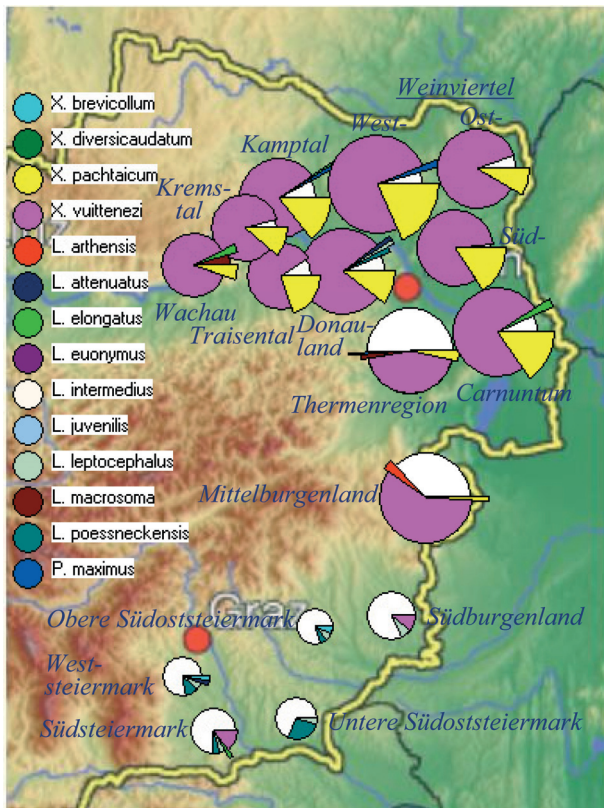 X. brevicollum
X. diversicaudatum
X. pachtaicum
X. vuittenezi
L. arthensis
L. attenuatus
L. elongatus
L. euonymus
L. intermedius
L. juvenilis
L. leptocephalus
L. macrosoma
L. poessneckensis
P. maximus
Weinviertel
West-
Ost-
Kamptal
Krems-
tal
Süd-
Wachau
Traisental
Donau-
land
Thermenregion
Carnuntum
Mittelburgenland
Graz
Obere Südoststeiermark
Südburgenland
West-
steiermark
Südsteiermark
Untere Südoststeiermark